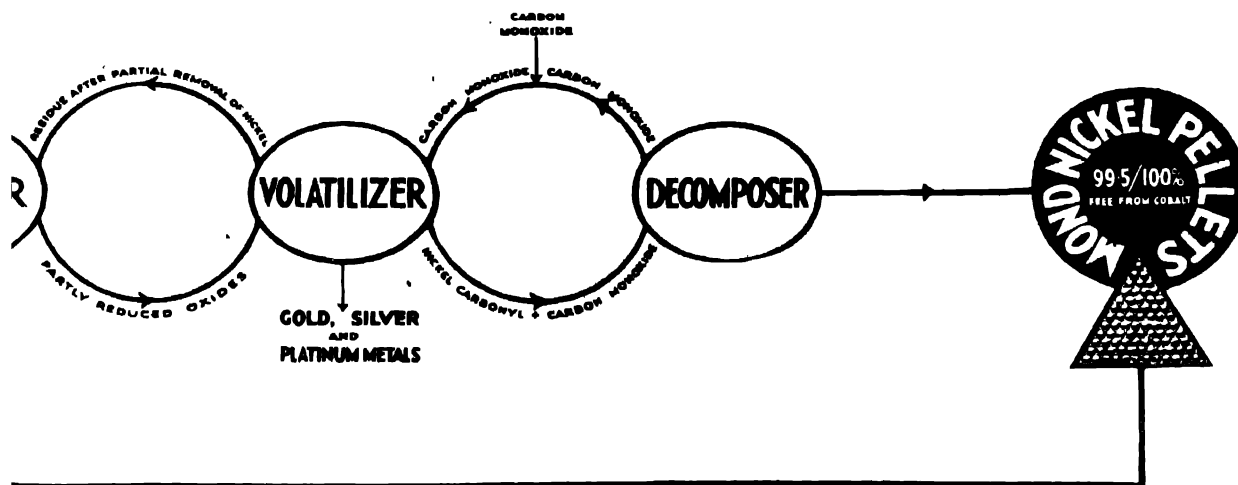 CARBON
MONOXIDE
RESIDUE AFTER PARTIAL REMOVAL OF NICKEL
CARBON MONOXIDE
CARBON MONOXIDE
R
VOLATILIZER
DECOMPOSER
MOND NICKEL PELLETS
99·5/100%
FREE FROM COBALT
PARTLY REDUCED OXIDES
NICKEL CARBONYL + CARBON MONOXIDE
GOLD, SILVER
AND
PLATINUM METALS